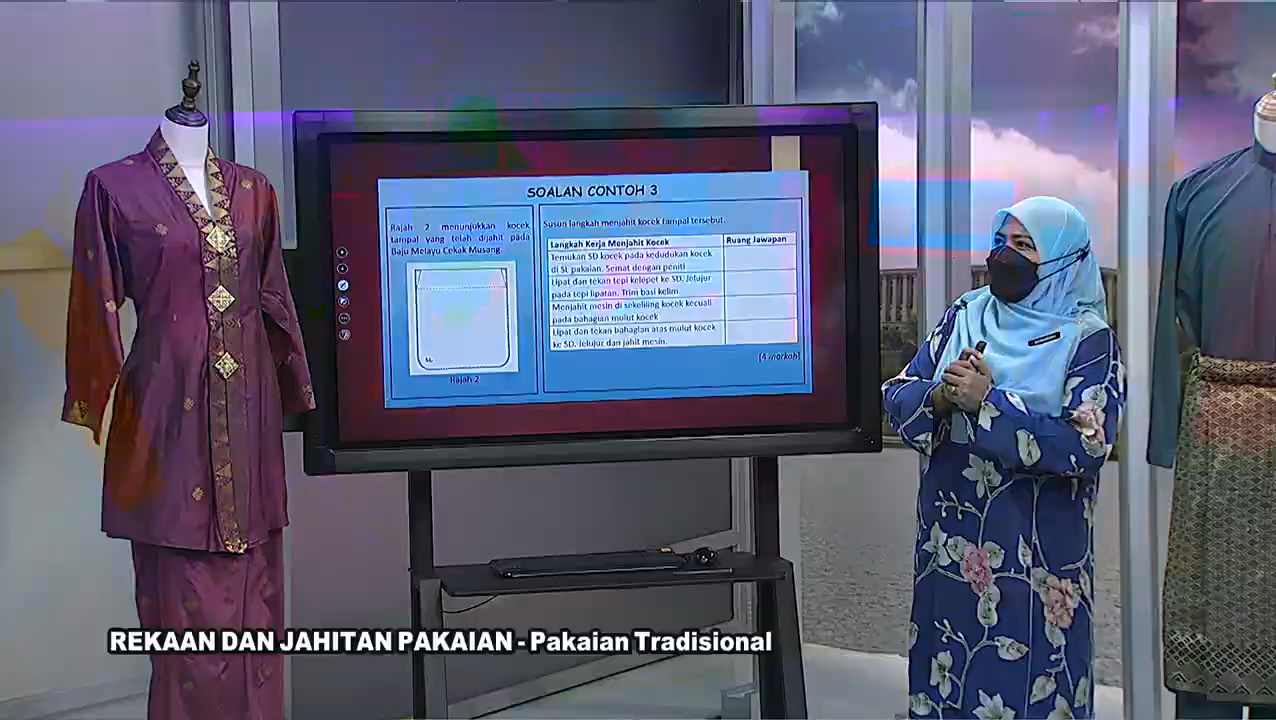 SOALAN CONTOH 3
Rajah 2 menunjukkan kocek
tampal yang telah dijahit pada
Baju Melayu Cekak Musang.
SL
Rajah 2
Susun langkah menjahit kocek tampal tersebut.
Langkah Kerja Menjahit Kocek
Ruang Jawapan
Temukan SD kocek pada kedudukan kocek
di SL pakaian. Semat dengan peniti
Lipat dan tekan tepi kelepet ke SD. Jelujur
pada tepi lipatan. Trim basi kelim.
Menjahit mesin di sekeliling kocek kecuali
pada bahagian mulut kocek
Lipat dan tekan bahagian atas mulut kocek
ke SD. Jelujur dan jahit mesin.
[4 markah]
REKAAN DAN JAHITAN PAKAIAN - Pakaian Tradisional